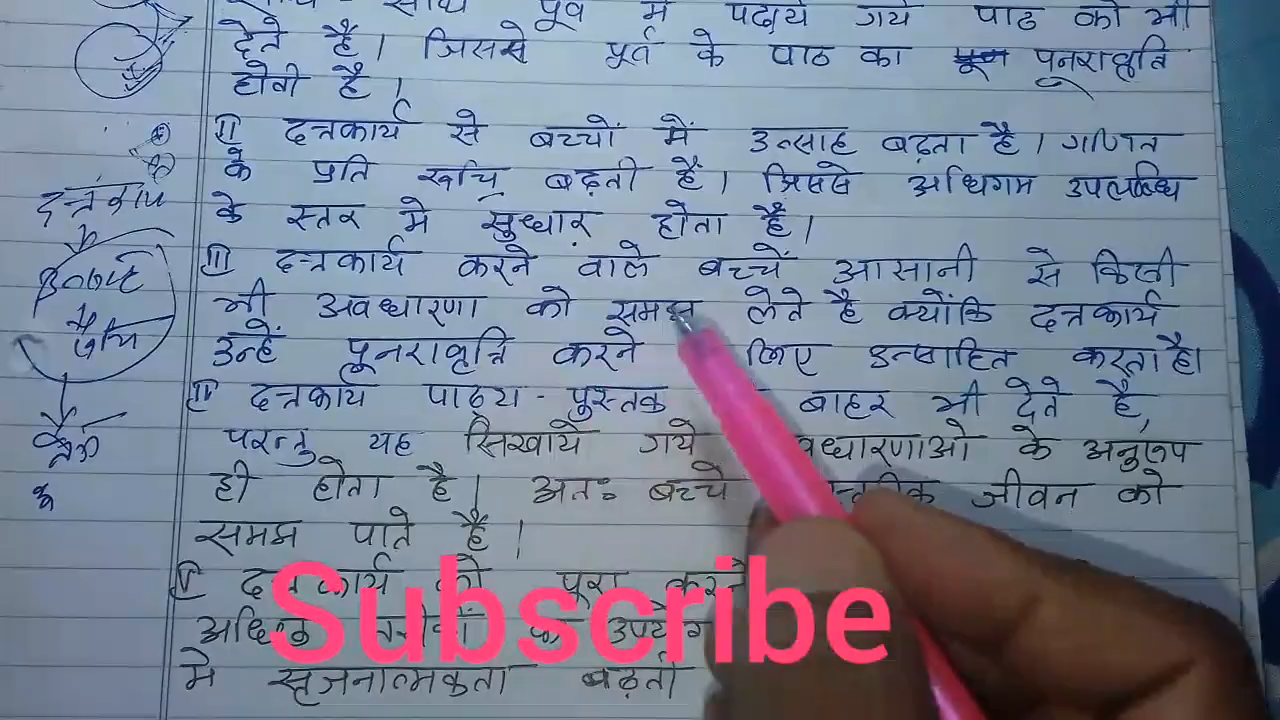 साथ - साथ पूर्व में पढ़ाये गये पाठ को भी
देते है । जिससे पूर्व के पाठ का पूनरावृति
होती है ।
II दत्तकार्य से बच्चों में उत्साह बढ़ता है । गणित
के प्रति रूचि बढ़ती है । जिससे अधिगम उपलब्धि
के स्तर मे सुधार होता है ।
III दत्तकार्य करने वाले बच्चें आसानी से किसी
भी अवधारणा को समझ लेते है क्योंकि दत्तकार्य
उन्हें पूनरावृत्ति करने लिए उत्साहित करता है।
दत्तकार्य पाठ्य - पुस्तक बाहर भी देते है,
परन्तु यह सिखाये गये वधारणाओ के अनुरूप
ही होता है । अतः बच्चे जीवन को
समझ पाते है ।
दत्तकार्य को पूरा करने
अधिक उपयोग
मे सृजनात्मकता बढ़ती
दत्तकार्य
Subscribe